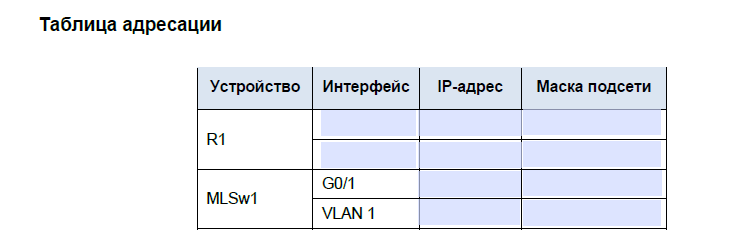 Таблица адресации
Устройство Интерфейс IP-адрес Маска подсети
R1
MLSw1 G0/1
VLAN 1